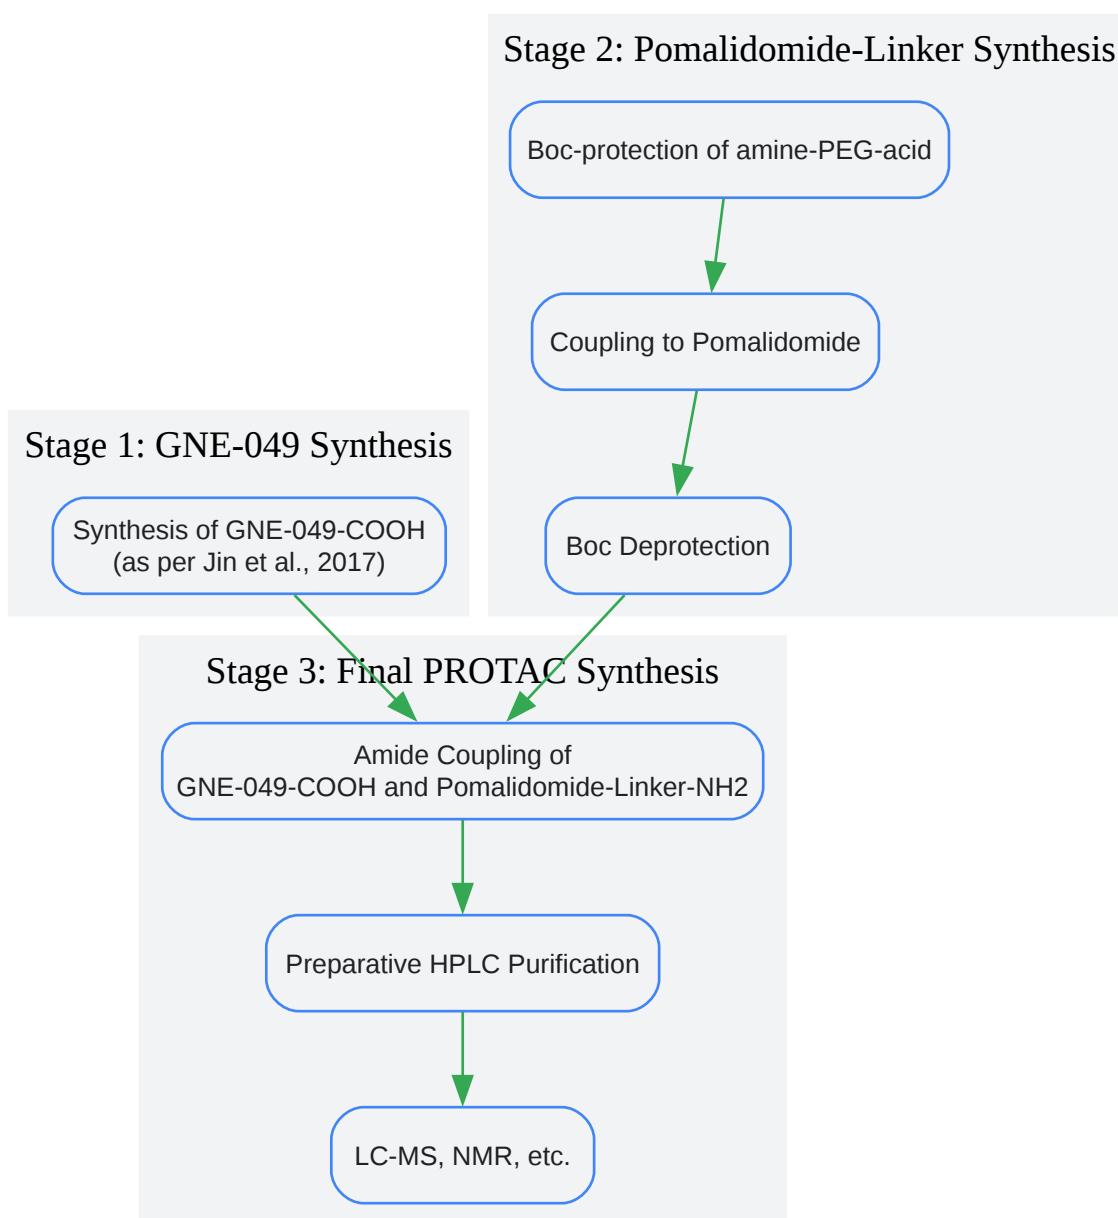 Stage 2: Pomalidomide-Linker Synthesis
Boc-protection of amine-PEG-acid
Coupling to Pomalidomide
Boc Deprotection
Stage 1: GNE-049 Synthesis
Synthesis of GNE-049-COOH
(as per Jin et al., 2017)
Stage 3: Final PROTAC Synthesis
Amide Coupling of
GNE-049-COOH and Pomalidomide-Linker-NH2
Preparative HPLC Purification
LC-MS, NMR, etc.